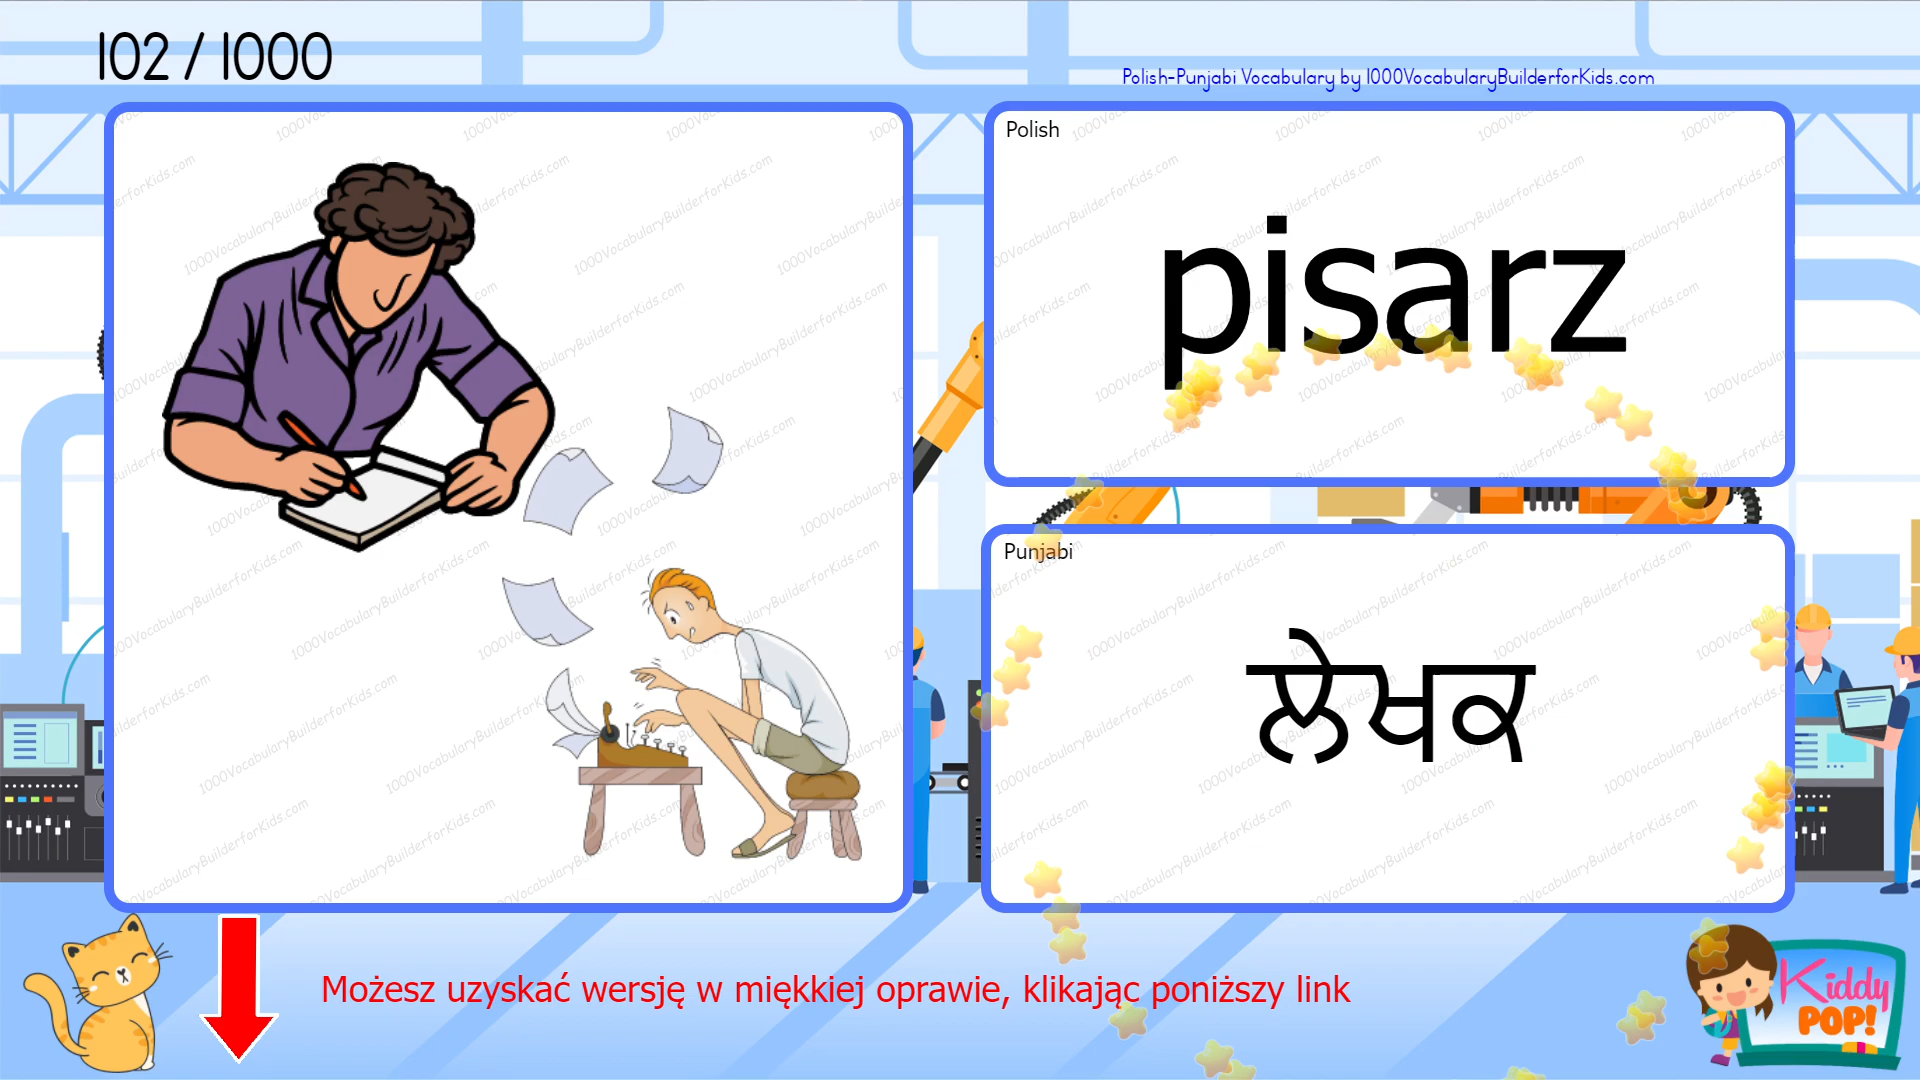 102 / 1000
Polish-Punjabi Vocabulary by 1000VocabularyBuilderforKids.com
Polish
pisarz
Punjabi
ਲੇਖਕ
Możesz uzyskać wersję w miękkiej oprawie, klikając poniższy link
Kiddy
POP!